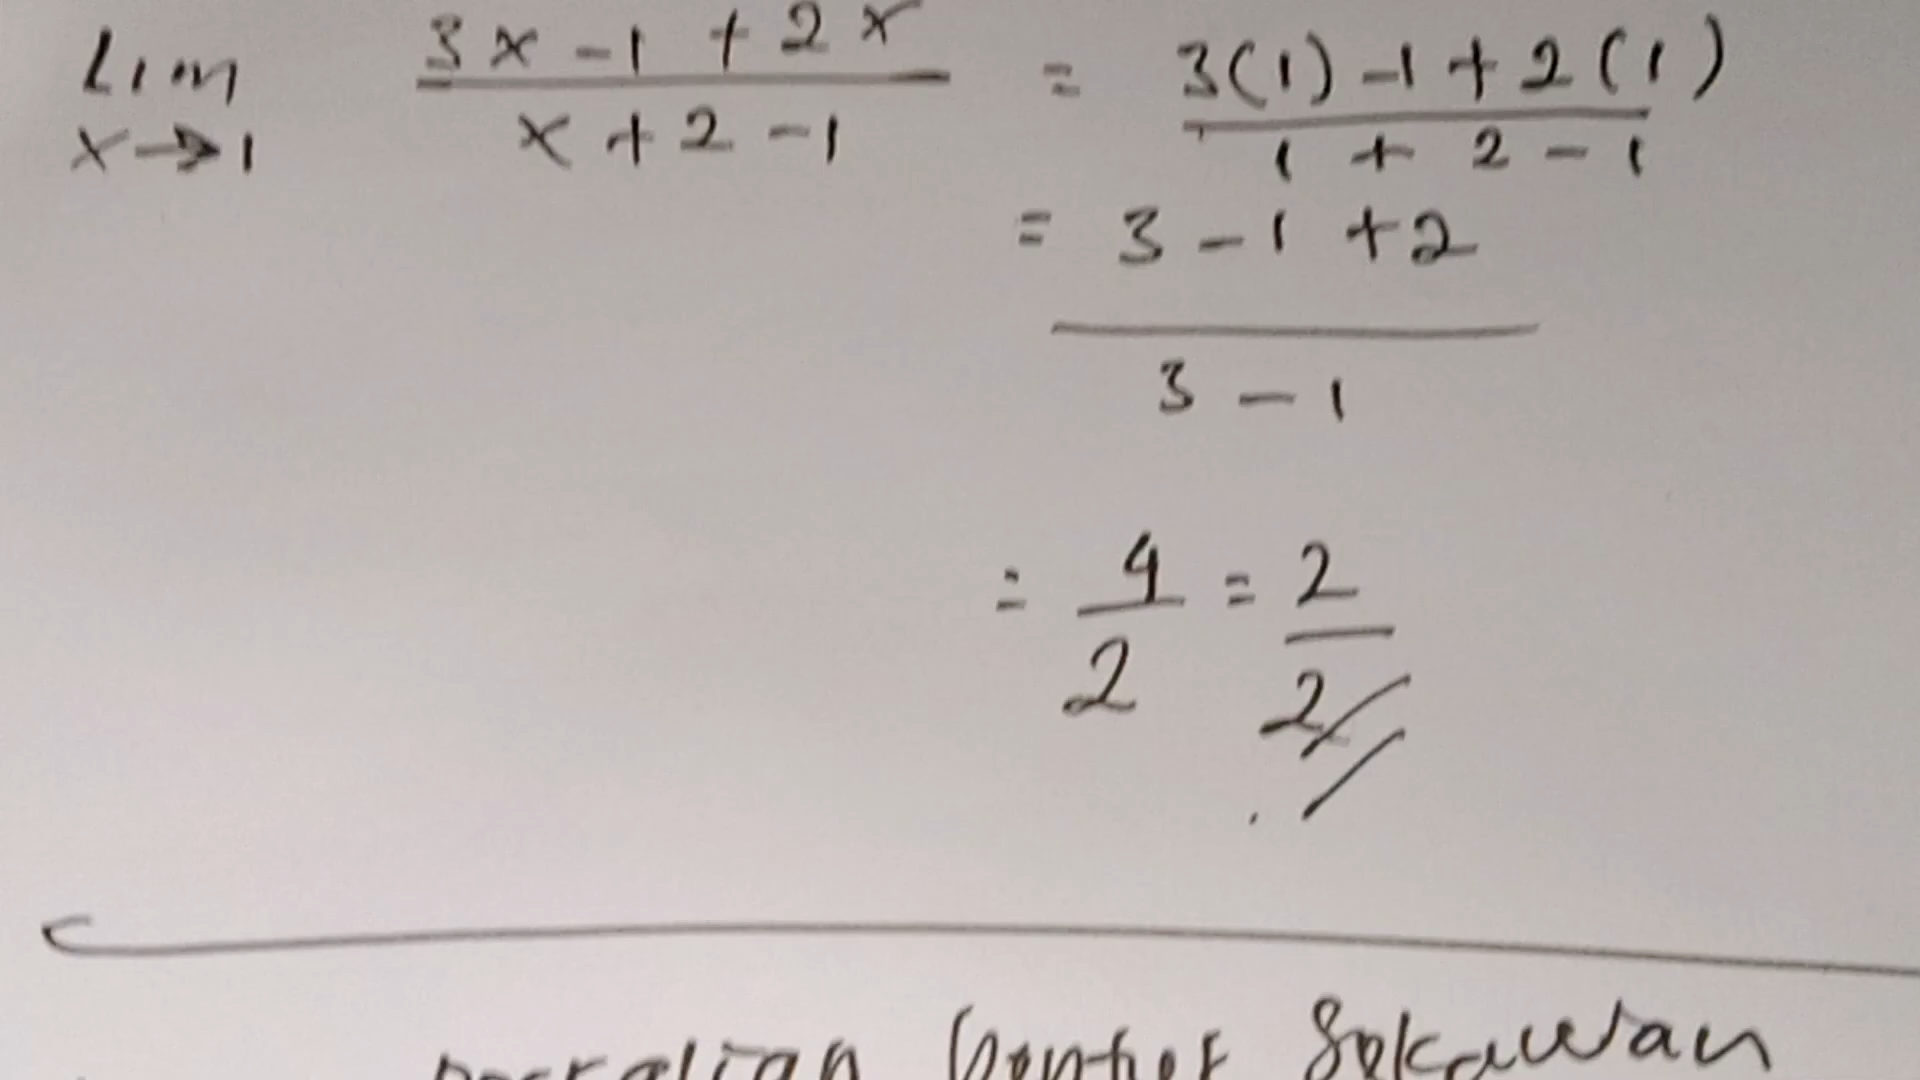 Lim 3x - 1 + 2x = 3(1) - 1 + 2(1)
x → 1 x + 2 - 1 1 + 2 - 1
= 3 - 1 + 2
3 - 1
= 4 = 2
2 2